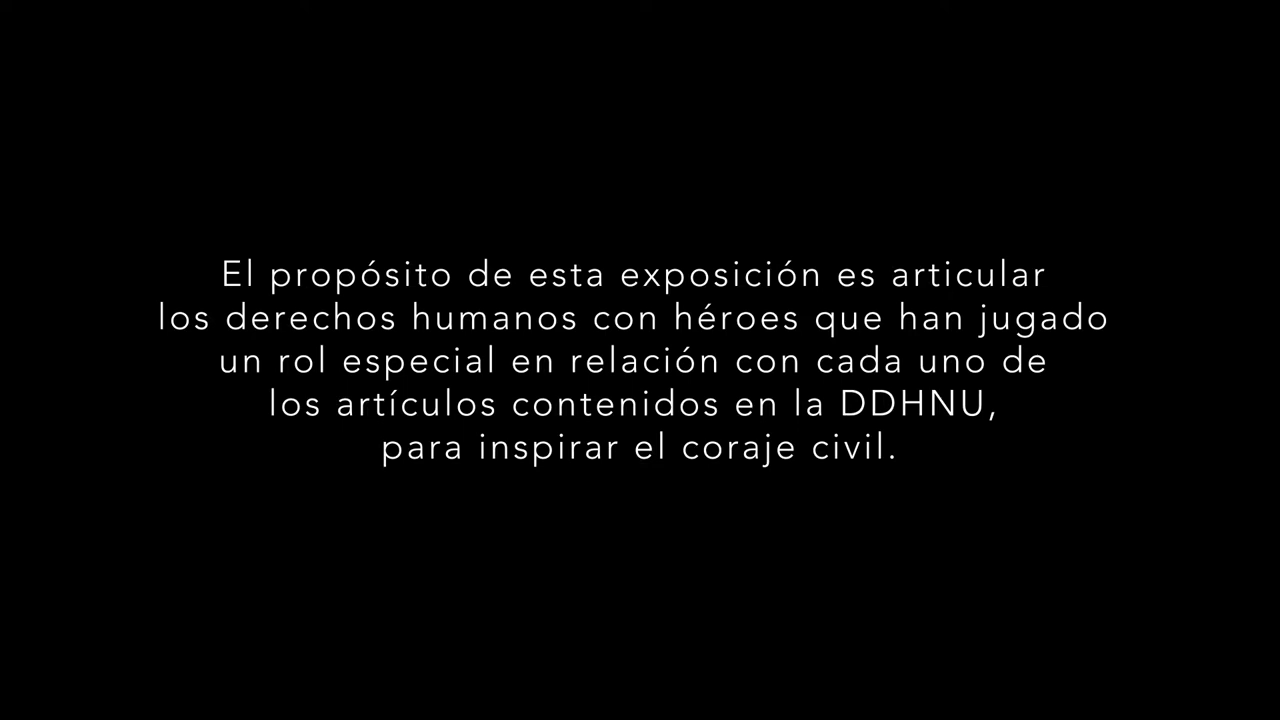 El propósito de esta exposición es articular
los derechos humanos con héroes que han jugado
un rol especial en relación con cada uno de
los artículos contenidos en la DDHNU,
para inspirar el coraje civil.